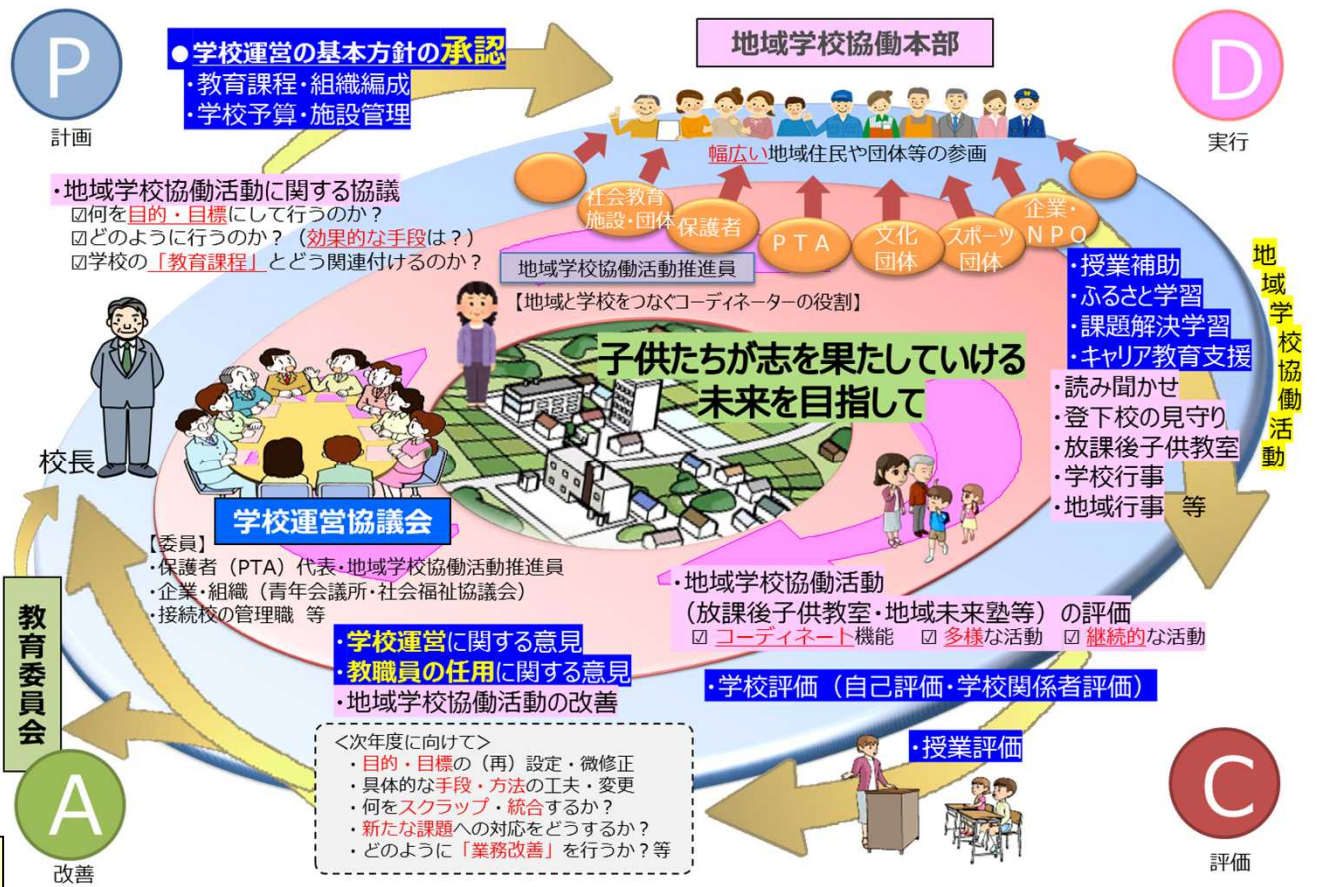 P
計画
●学校運営の基本方針の承認
・教育課程・組織編成
・学校予算・施設管理
地域学校協働本部
D
実行
幅広い地域住民や団体等の参画
・地域学校協働活動に関する協議
☑何を目的・目標にして行うのか？
☑どのように行うのか？（効果的な手段は？）
☑学校の「教育課程」とどう関連付けるのか？
社会教育
施設・団体
保護者
ＰＴＡ
文化
団体
スポーツ
団体
企業・
ＮＰＯ
地域学校協働活動推進員
【地域と学校をつなぐコーディネーターの役割】
・授業補助
・ふるさと学習
・課題解決学習
・キャリア教育支援
・読み聞かせ
・登下校の見守り
・放課後子供教室
・学校行事
・地域行事 等
地域学校協働活動
子供たちが志を果たしていける
未来を目指して
校長
学校運営協議会
【委員】
・保護者（PTA）代表・地域学校協働活動推進員
・企業・組織（青年会議所・社会福祉協議会）
・接続校の管理職 等
・地域学校協働活動
（放課後子供教室・地域未来塾等）の評価
☑ コーディネート機能 ☑ 多様な活動 ☑ 継続的な活動
・学校評価（自己評価・学校関係者評価）
・授業評価
C
評価
・学校運営に関する意見
・教職員の任用に関する意見
・地域学校協働活動の改善
＜次年度に向けて＞
・目的・目標の（再）設定・微修正
・具体的な手段・方法の工夫・変更
・何をスクラップ・統合するか？
・新たな課題への対応をどうするか？
・どのように「業務改善」を行うか？等
教育委員会
A
改善